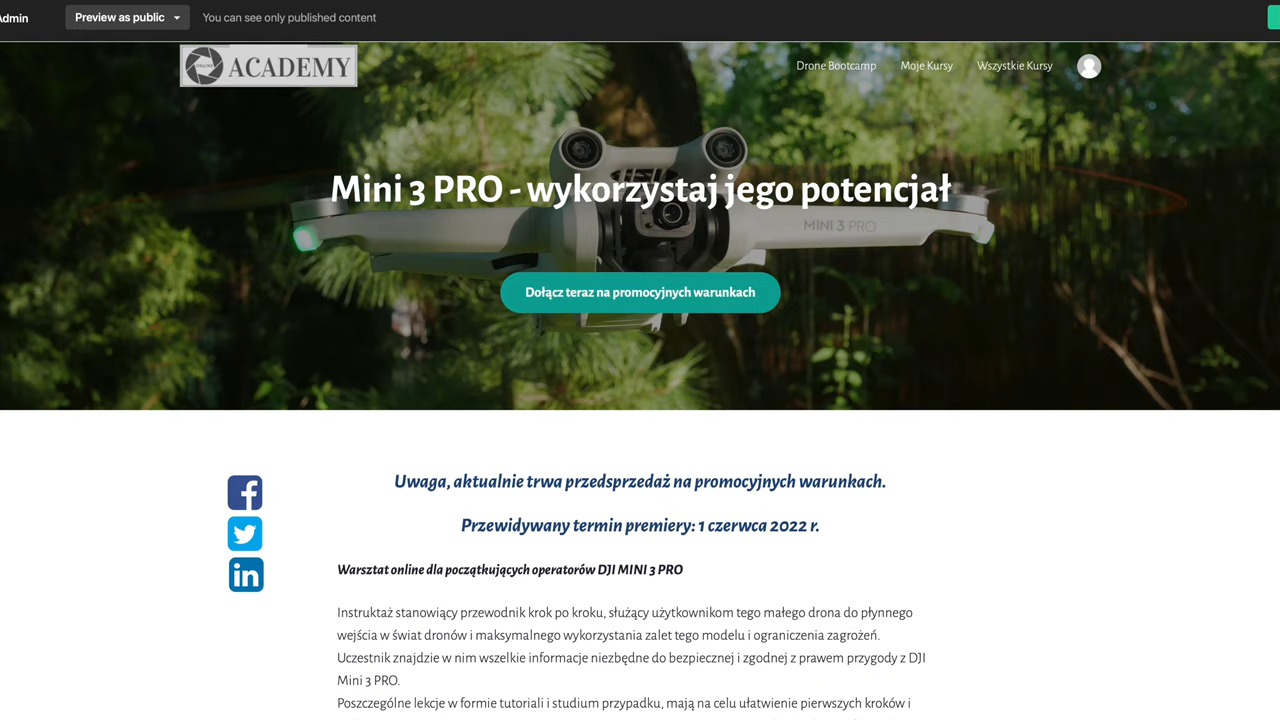 Admin
Preview as public
You can see only published content
ACADEMY
Drone Bootcamp
Moje Kursy
Wszystkie Kursy
Mini 3 PRO - wykorzystaj jego potencjał
MINI 3 PRO
Dołącz teraz na promocyjnych warunkach
Uwaga, aktualnie trwa przedsprzedaż na promocyjnych warunkach.
Przewidywany termin premiery: 1 czerwca 2022 r.
Warsztat online dla początkujących operatorów DJI MINI 3 PRO
Instruktaż stanowiący przewodnik krok po kroku, służący użytkownikom tego małego drona do płynnego
wejścia w świat dronów i maksymalnego wykorzystania zalet tego modelu i ograniczenia zagrożeń.
Uczestnik znajdzie w nim wszelkie informacje niezbędne do bezpiecznej i zgodnej z prawem przygody z DJI
Mini 3 PRO.
Poszczególne lekcje w formie tutoriali i studium przypadku, mają na celu ułatwienie pierwszych kroków i